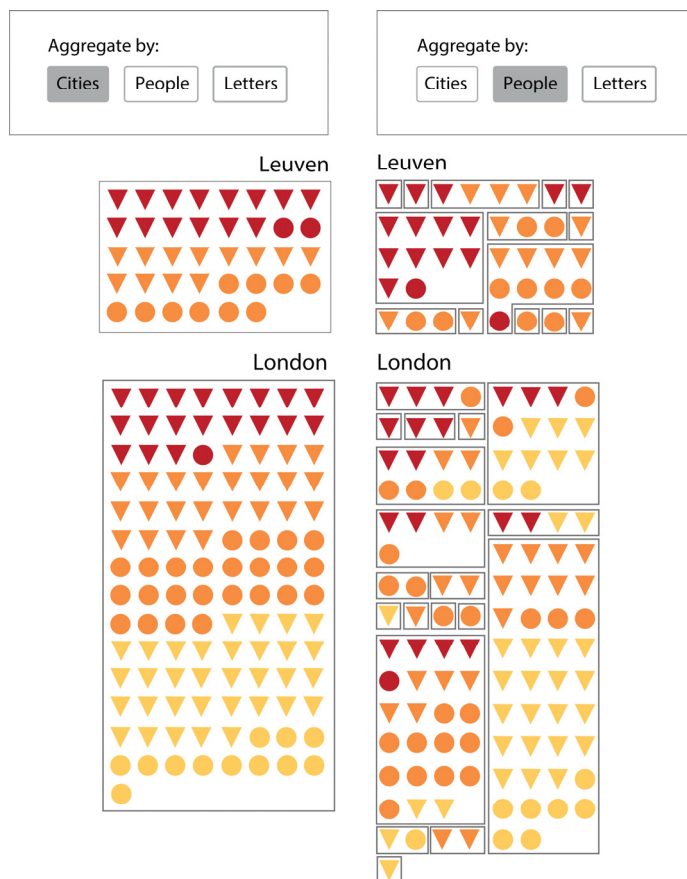 Aggregate by:
Cities People Letters
Aggregate by:
Cities People Letters
Leuven
London
Leuven
London